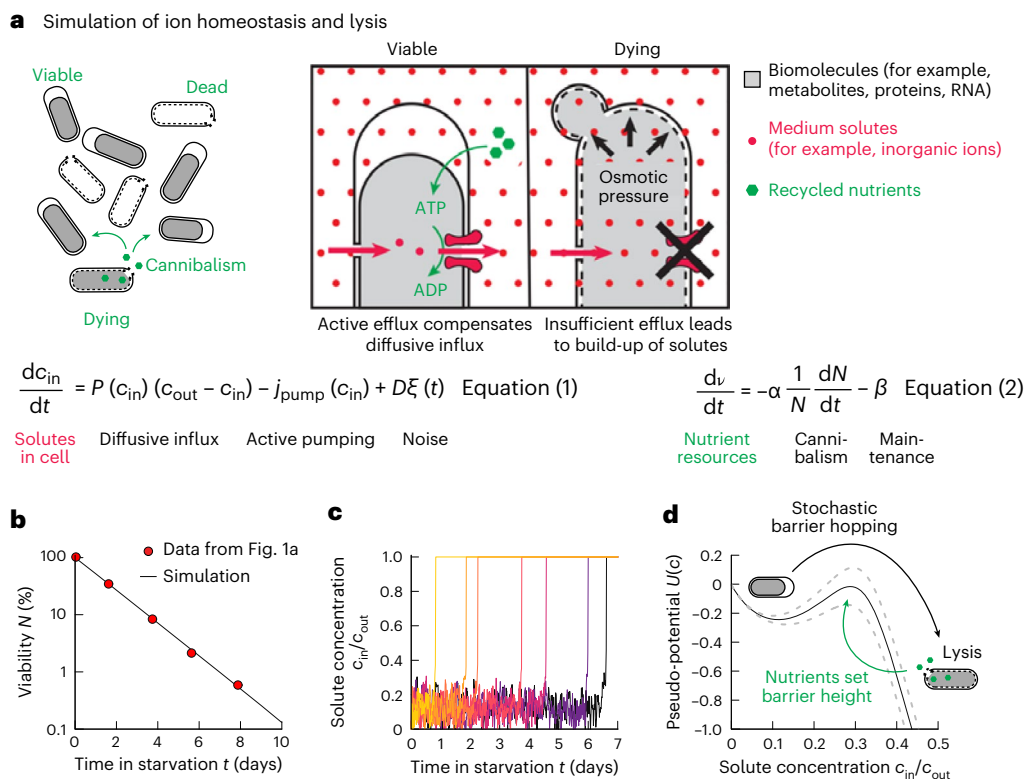 a Simulation of ion homeostasis and lysis
Viable
Dead
Cannibalism
Dying
Viable
Dying
ATP
ADP
Osmotic
pressure
Active efflux compensates
diffusive influx
Insufficient efflux leads
to build-up of solutes
Biomolecules (for example,
metabolites, proteins, RNA)
Medium solutes
(for example, inorganic ions)
Recycled nutrients
dc_in/dt = P (c_in) (c_out – c_in) – j_pump (c_in) + Dξ (t) Equation (1)
Solutes
in cell
Diffusive influx
Active pumping
Noise
dν/dt = –α 1/N dN/dt – β Equation (2)
Nutrient
resources
Canni-
balism
Main-
tenance
b
Viability N (%)
100
10
1
0.1
Data from Fig. 1a
Simulation
0 2 4 6 8 10
Time in starvation t (days)
c
Solute concentration
c_in/c_out
1.0
0.8
0.6
0.4
0.2
0
0 1 2 3 4 5 6 7
Time in starvation t (days)
d
Stochastic
barrier hopping
Pseudo-potential U(c)
0.2
0
–0.2
–0.4
–0.6
–0.8
–1.0
Lysis
Nutrients set
barrier height
0 0.1 0.2 0.3 0.4 0.5
Solute concentration c_in/c_out